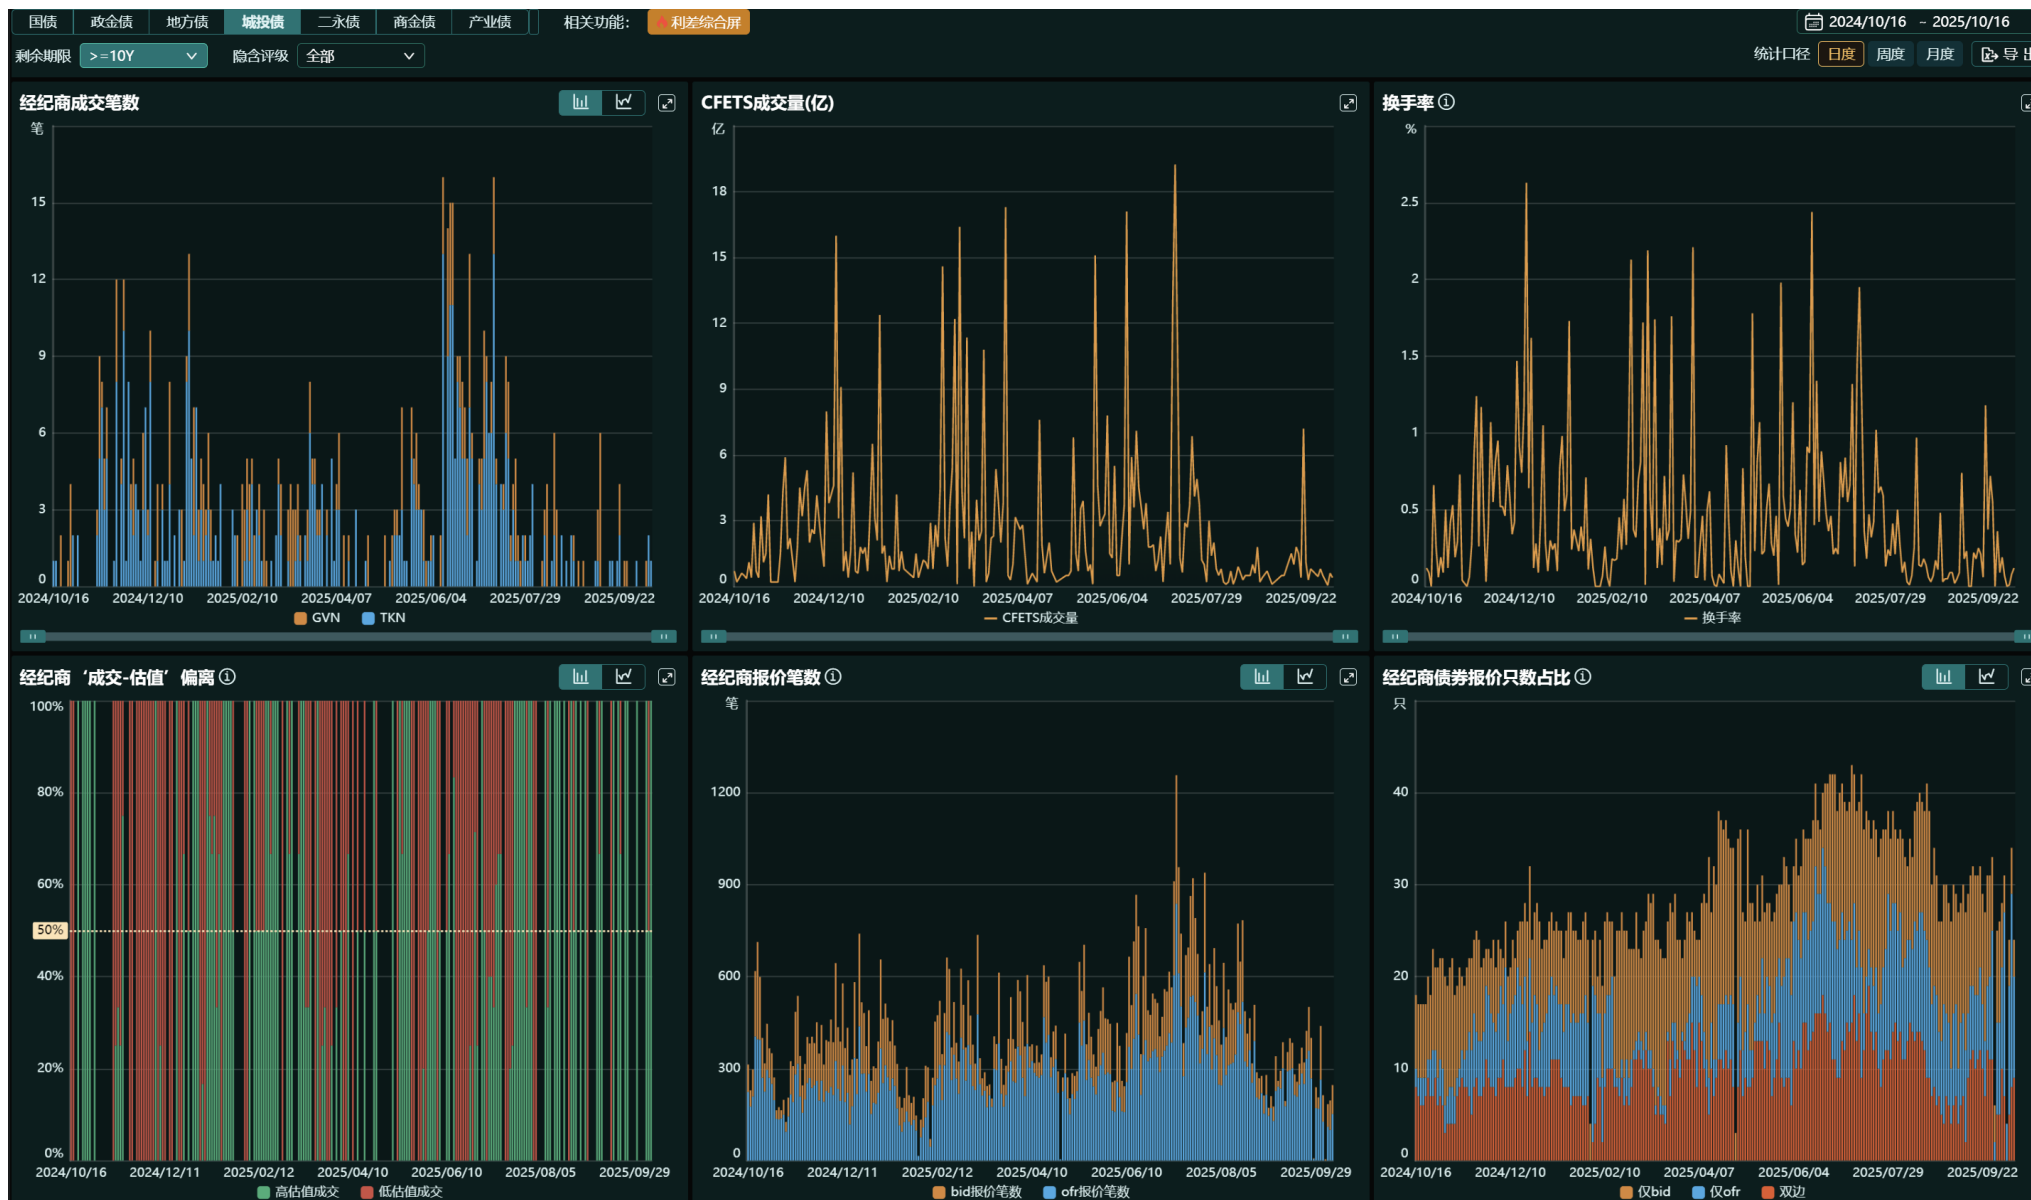 国债 政金债 地方债 城投债 二永债 商金债 产业债 相关功能： 利差综合屏 2024/10/16 ~ 2025/10/16
剩余期限 >=10Y 隐含评级 全部 统计口径 日度 周度 月度 导出
经纪商成交笔数
笔
15
12
9
6
3
0
2024/10/16 2024/12/10 2025/02/10 2025/04/07 2025/06/04 2025/07/29 2025/09/22
GVN TKN
CFETS成交量(亿)
亿
18
15
12
9
6
3
0
2024/10/16 2024/12/10 2025/02/10 2025/04/07 2025/06/04 2025/07/29 2025/09/22
CFETS成交量
换手率
%
2.5
2
1.5
1
0.5
0
2024/10/16 2024/12/10 2025/02/10 2025/04/07 2025/06/04 2025/07/29 2025/09/22
换手率
经纪商‘成交-估值’偏离
100%
80%
60%
50%
40%
20%
0%
2024/10/16 2024/12/11 2025/02/12 2025/04/10 2025/06/10 2025/08/05 2025/09/29
高估值成交 低估值成交
经纪商报价笔数
笔
1200
900
600
300
0
2024/10/16 2024/12/11 2025/02/12 2025/04/10 2025/06/10 2025/08/05 2025/09/29
bid报价笔数 ofr报价笔数
经纪商债券报价只数占比
只
40
30
20
10
0
2024/10/16 2024/12/10 2025/02/10 2025/04/07 2025/06/04 2025/07/29 2025/09/22
仅bid 仅ofr 双边